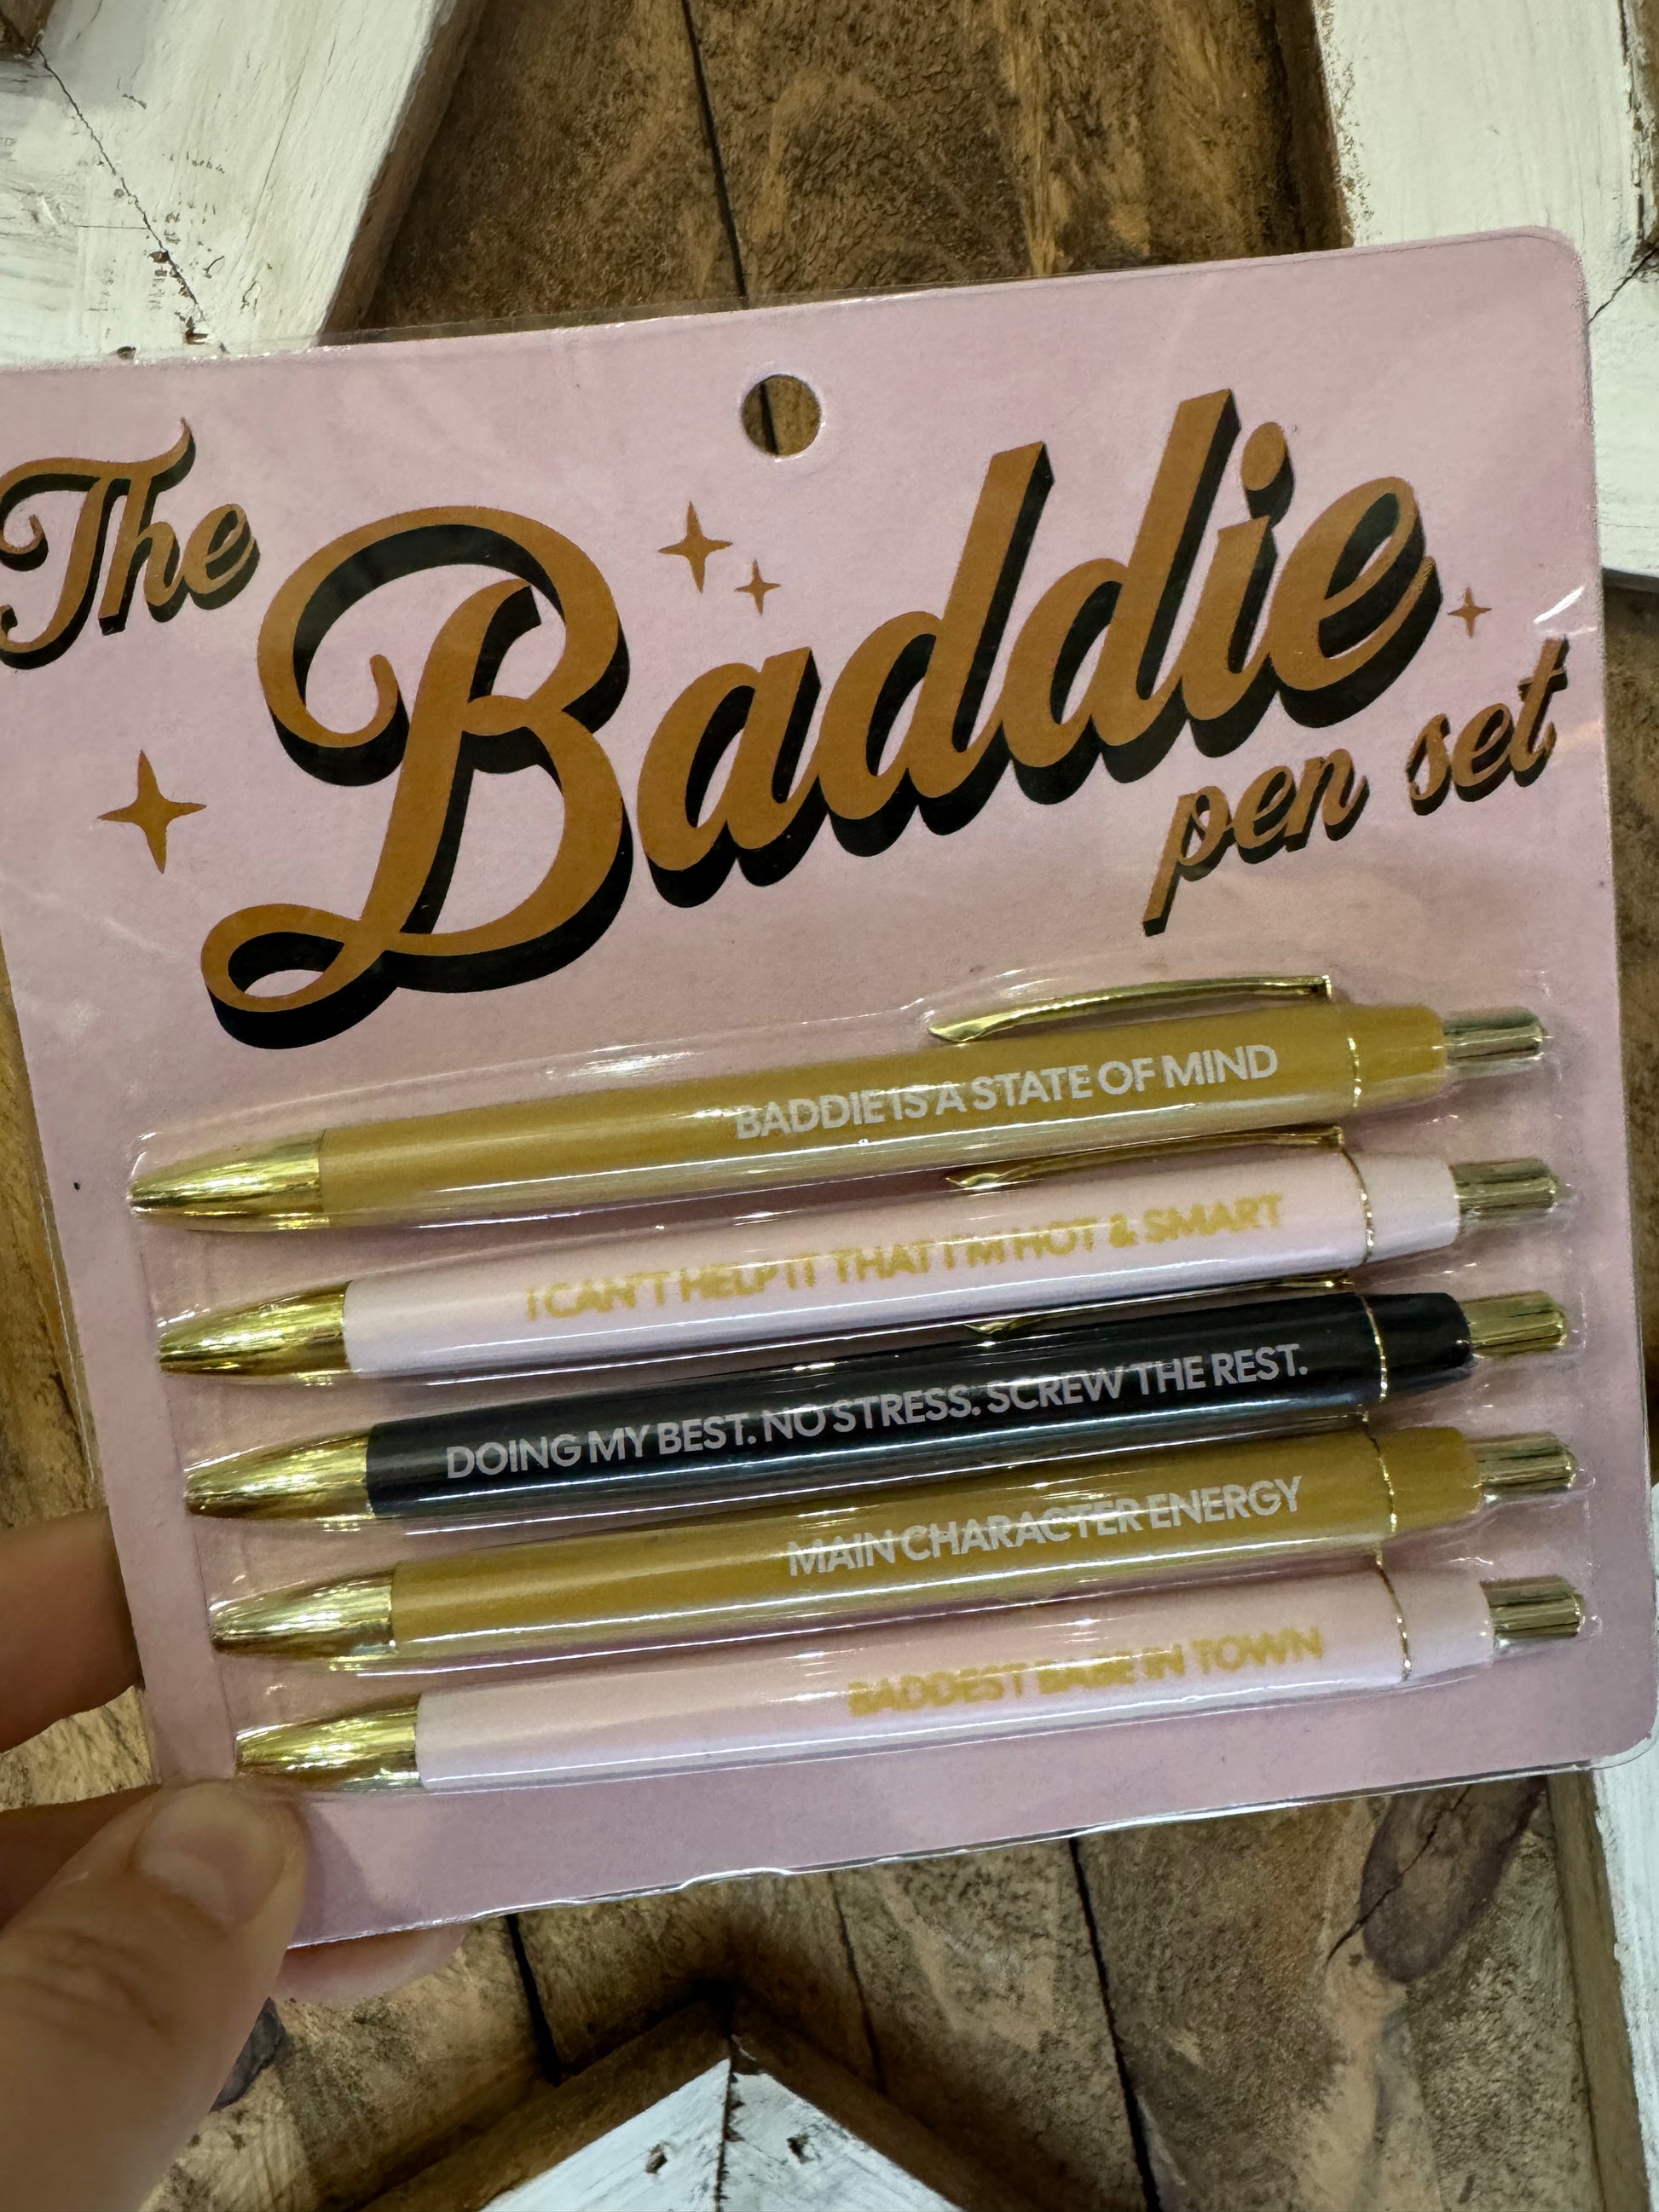 The Baddie
pen set
BADDIE IS A STATE OF MIND
I CAN'T HELP IT THAT I'M HOT & SMART
DOING MY BEST. NO STRESS. SCREW THE REST.
MAIN CHARACTER ENERGY
BADDEST BABE IN TOWN